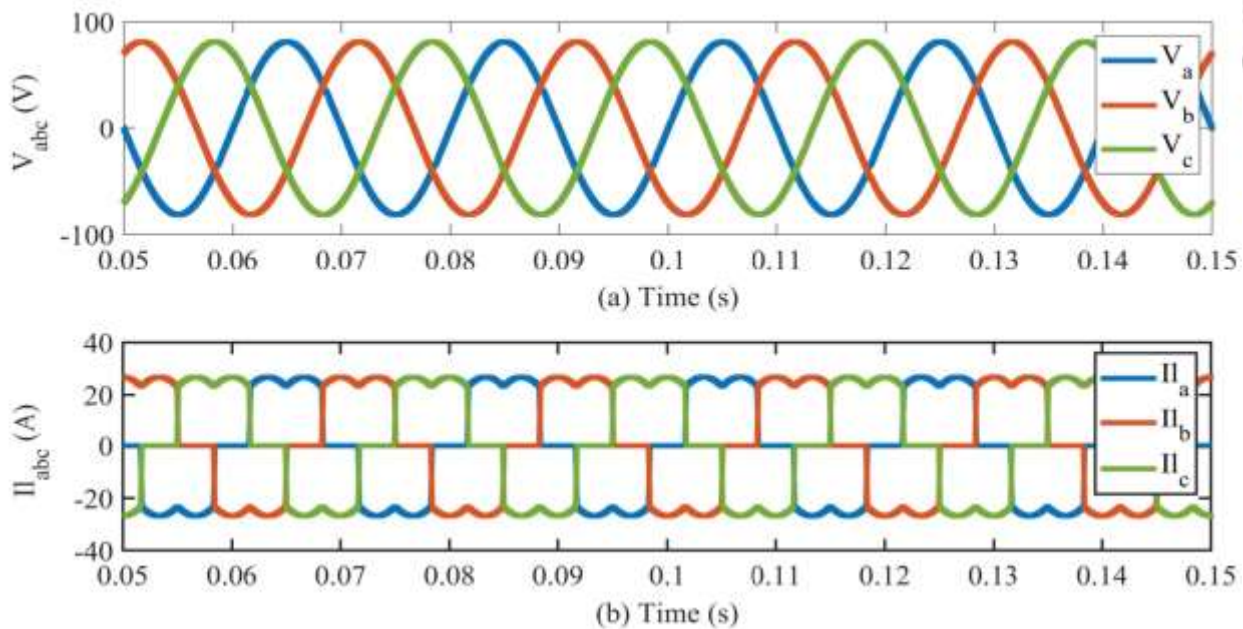 100
0
-100
V_abc (V)
V_a
V_b
V_c
0.05 0.06 0.07 0.08 0.09 0.1 0.11 0.12 0.13 0.14 0.15
(a) Time (s)
40
20
0
-20
-40
Il_abc (A)
Il_a
Il_b
Il_c
0.05 0.06 0.07 0.08 0.09 0.1 0.11 0.12 0.13 0.14 0.15
(b) Time (s)